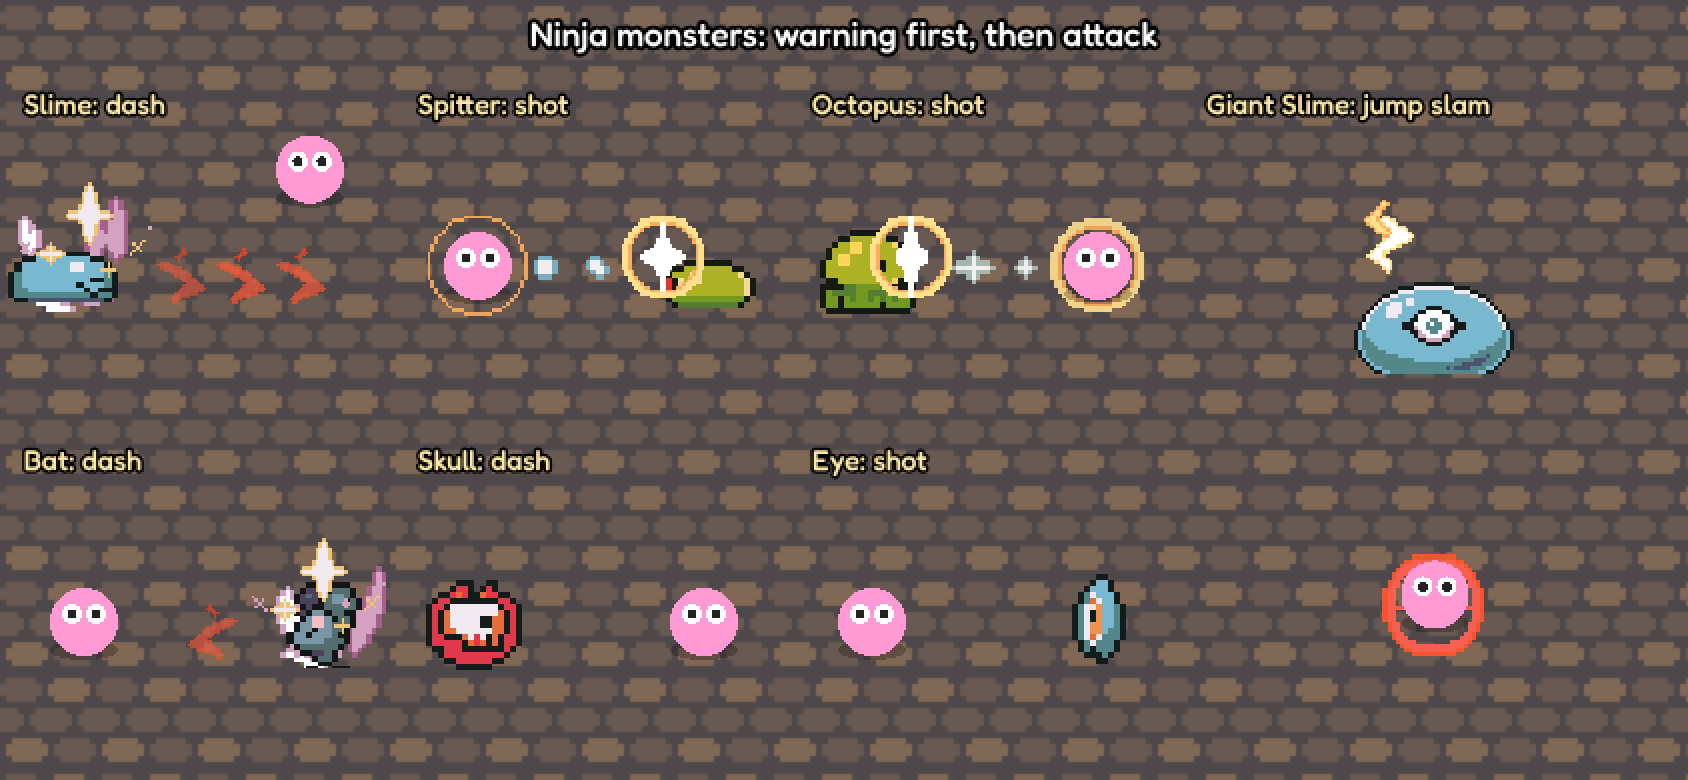 Ninja monsters: warning first, then attack
Slime: dash
Spitter: shot
Octopus: shot
Giant Slime: jump slam
Bat: dash
Skull: dash
Eye: shot